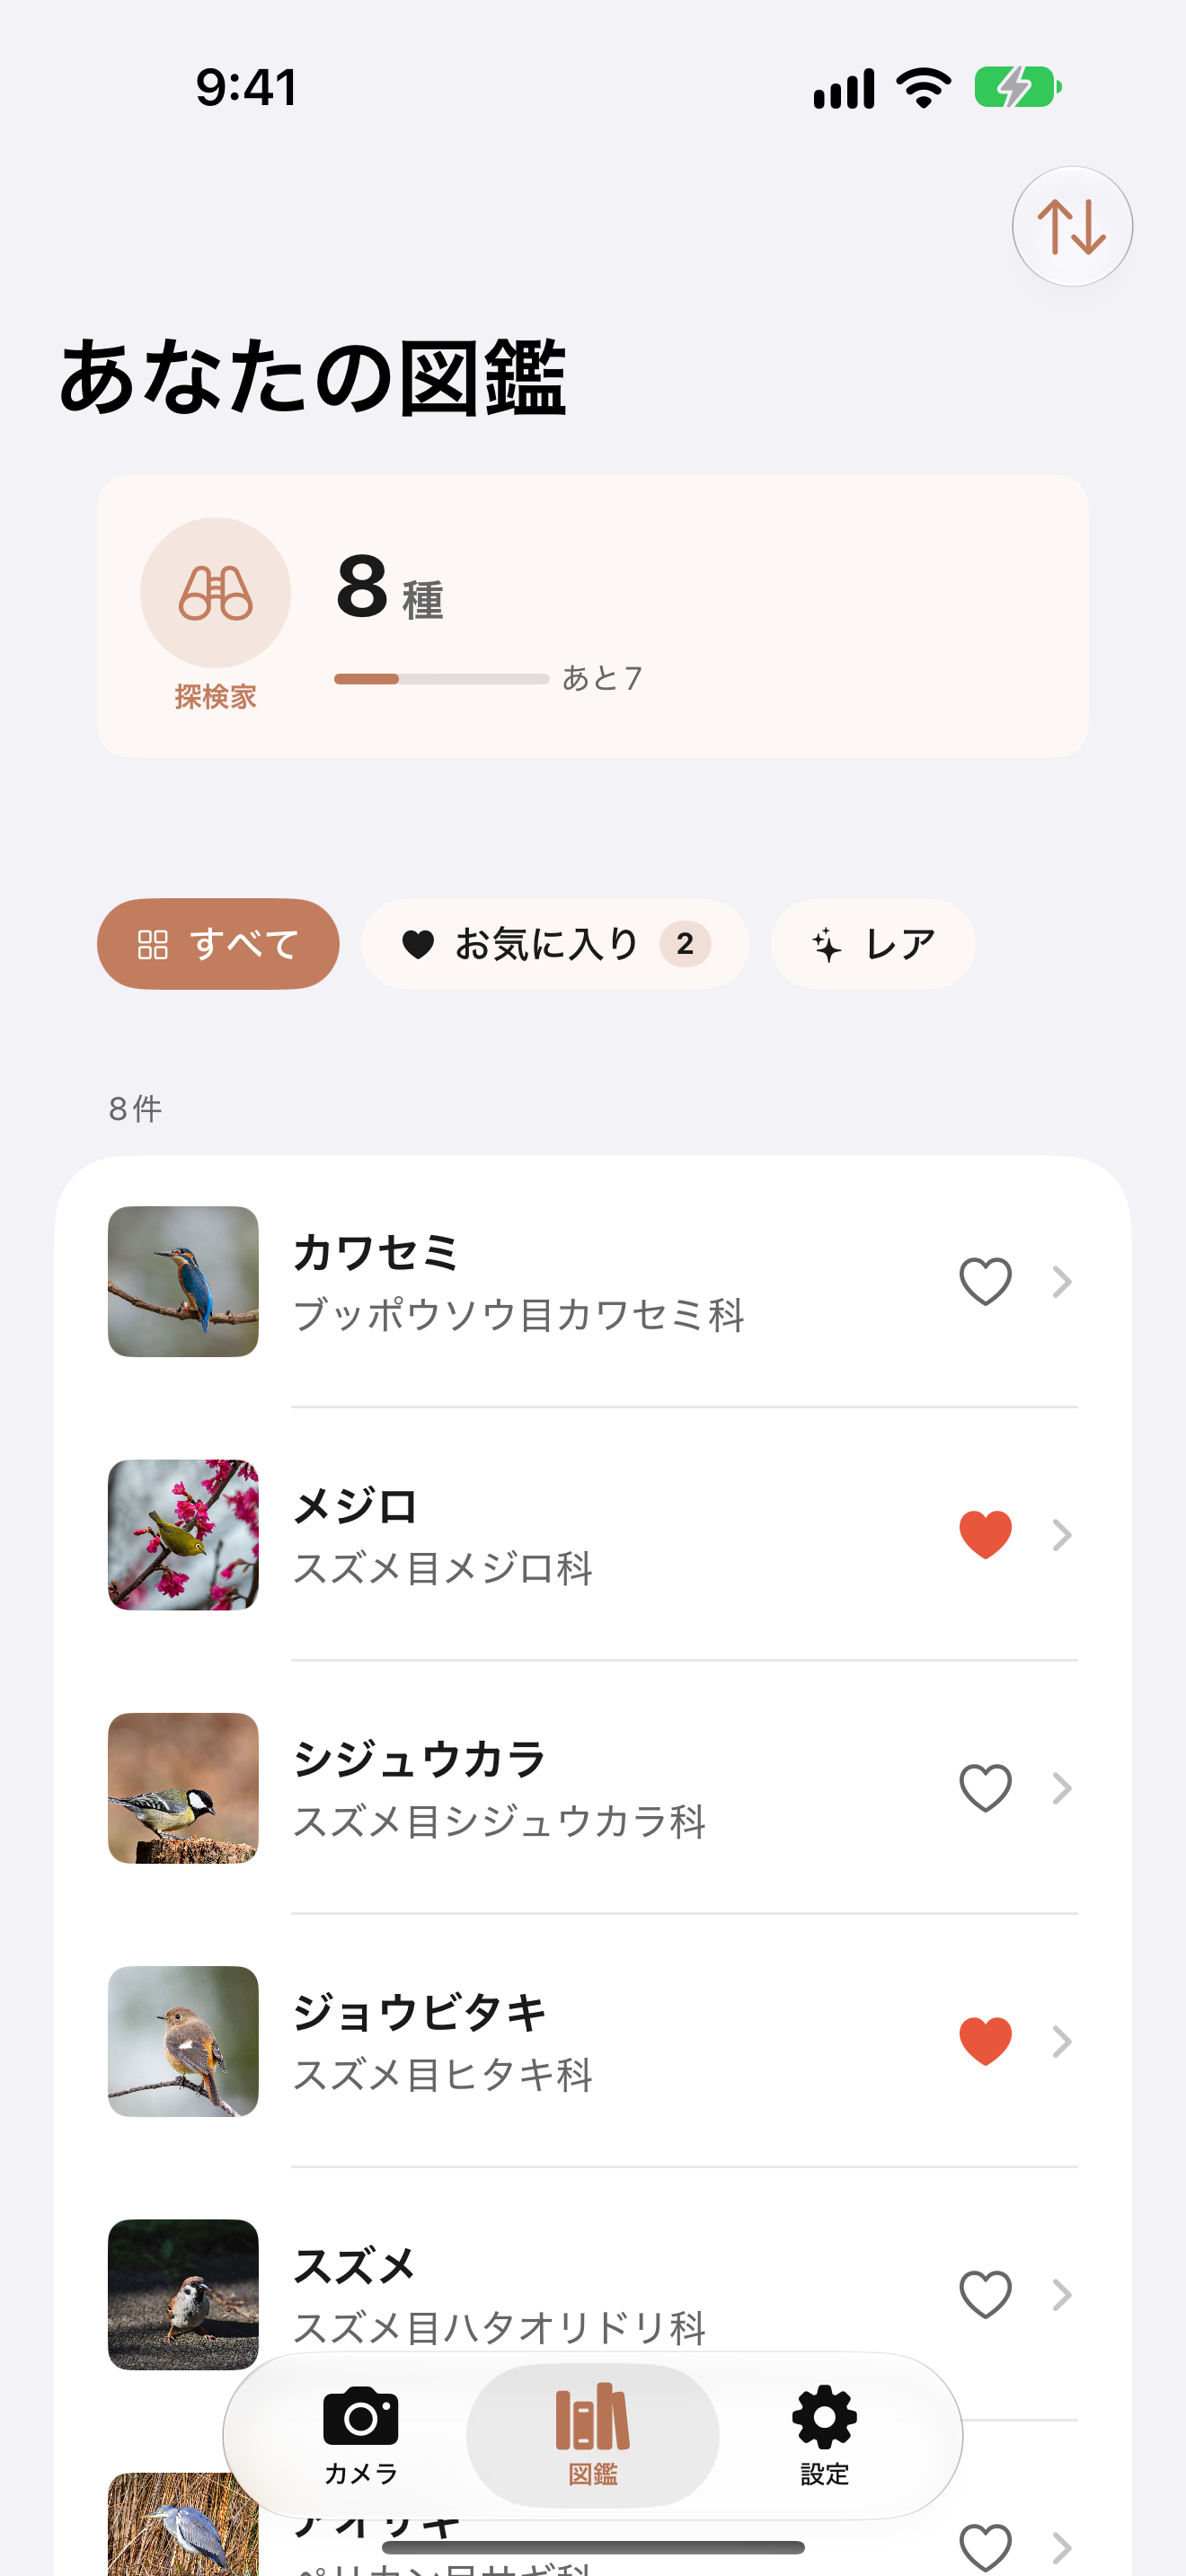 9:41
あなたの図鑑
8 種
あと7
探検家
すべて
お気に入り 2
レア
8件
カワセミ
ブッポウソウ目カワセミ科
メジロ
スズメ目メジロ科
シジュウカラ
スズメ目シジュウカラ科
ジョウビタキ
スズメ目ヒタキ科
スズメ
スズメ目ハタオリドリ科
カメラ
図鑑
設定